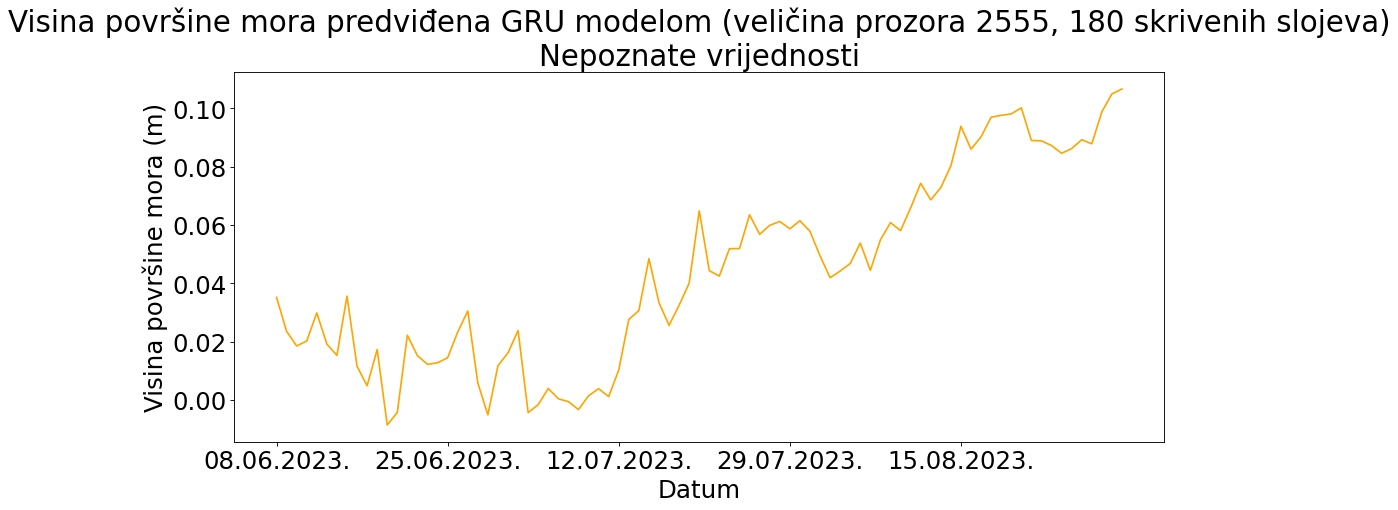 Visina površine mora predviđena GRU modelom (veličina prozora 2555, 180 skrivenih slojeva)
Nepoznate vrijednosti
Visina površine mora (m)
0.10
0.08
0.06
0.04
0.02
0.00
08.06.2023. 25.06.2023. 12.07.2023. 29.07.2023. 15.08.2023.
Datum